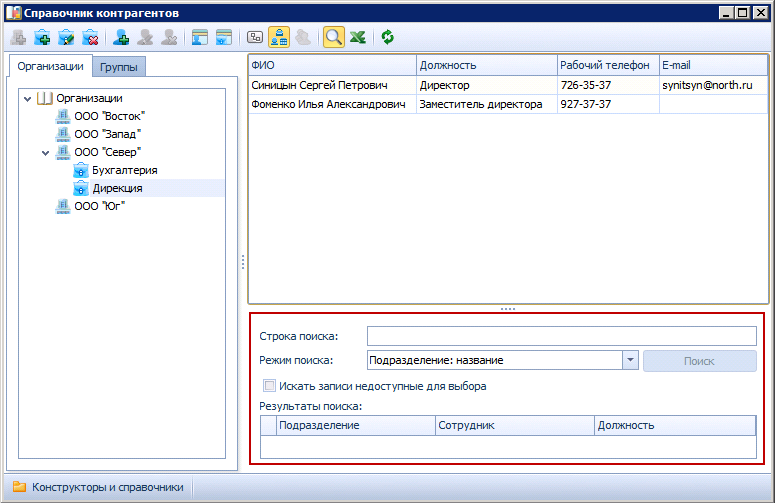 Справочник контрагентов
Организации Группы
Организации
ООО "Восток"
ООО "Запад"
ООО "Север"
Бухгалтерия
Дирекция
ООО "Юг"
ФИО Должность Рабочий телефон E-mail
Синицын Сергей Петрович Директор 726-35-37 synitsyn@north.ru
Фоменко Илья Александрович Заместитель директора 927-37-37
Строка поиска:
Режим поиска: Подразделение: название Поиск
Искать записи недоступные для выбора
Результаты поиска:
Подразделение Сотрудник Должность
Конструкторы и справочники